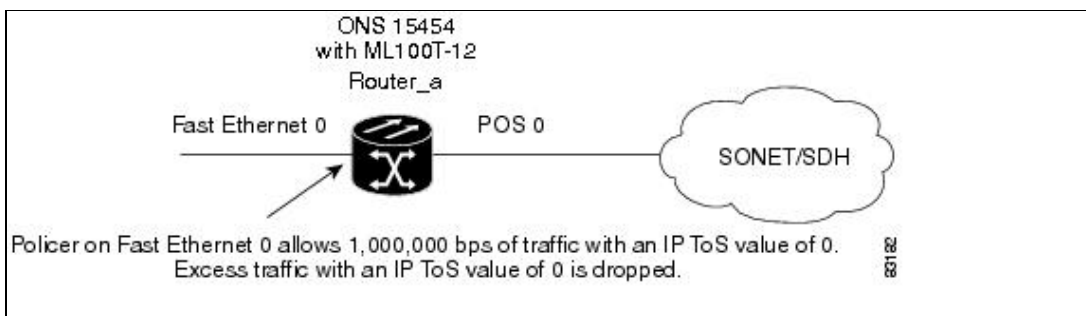 ONS 15454
with ML100T-12
Router_a
Fast Ethernet 0
POS 0
SONET/SDH
Policer on Fast Ethernet 0 allows 1,000,000 bps of traffic with an IP ToS value of 0.
Excess traffic with an IP ToS value of 0 is dropped.
83182